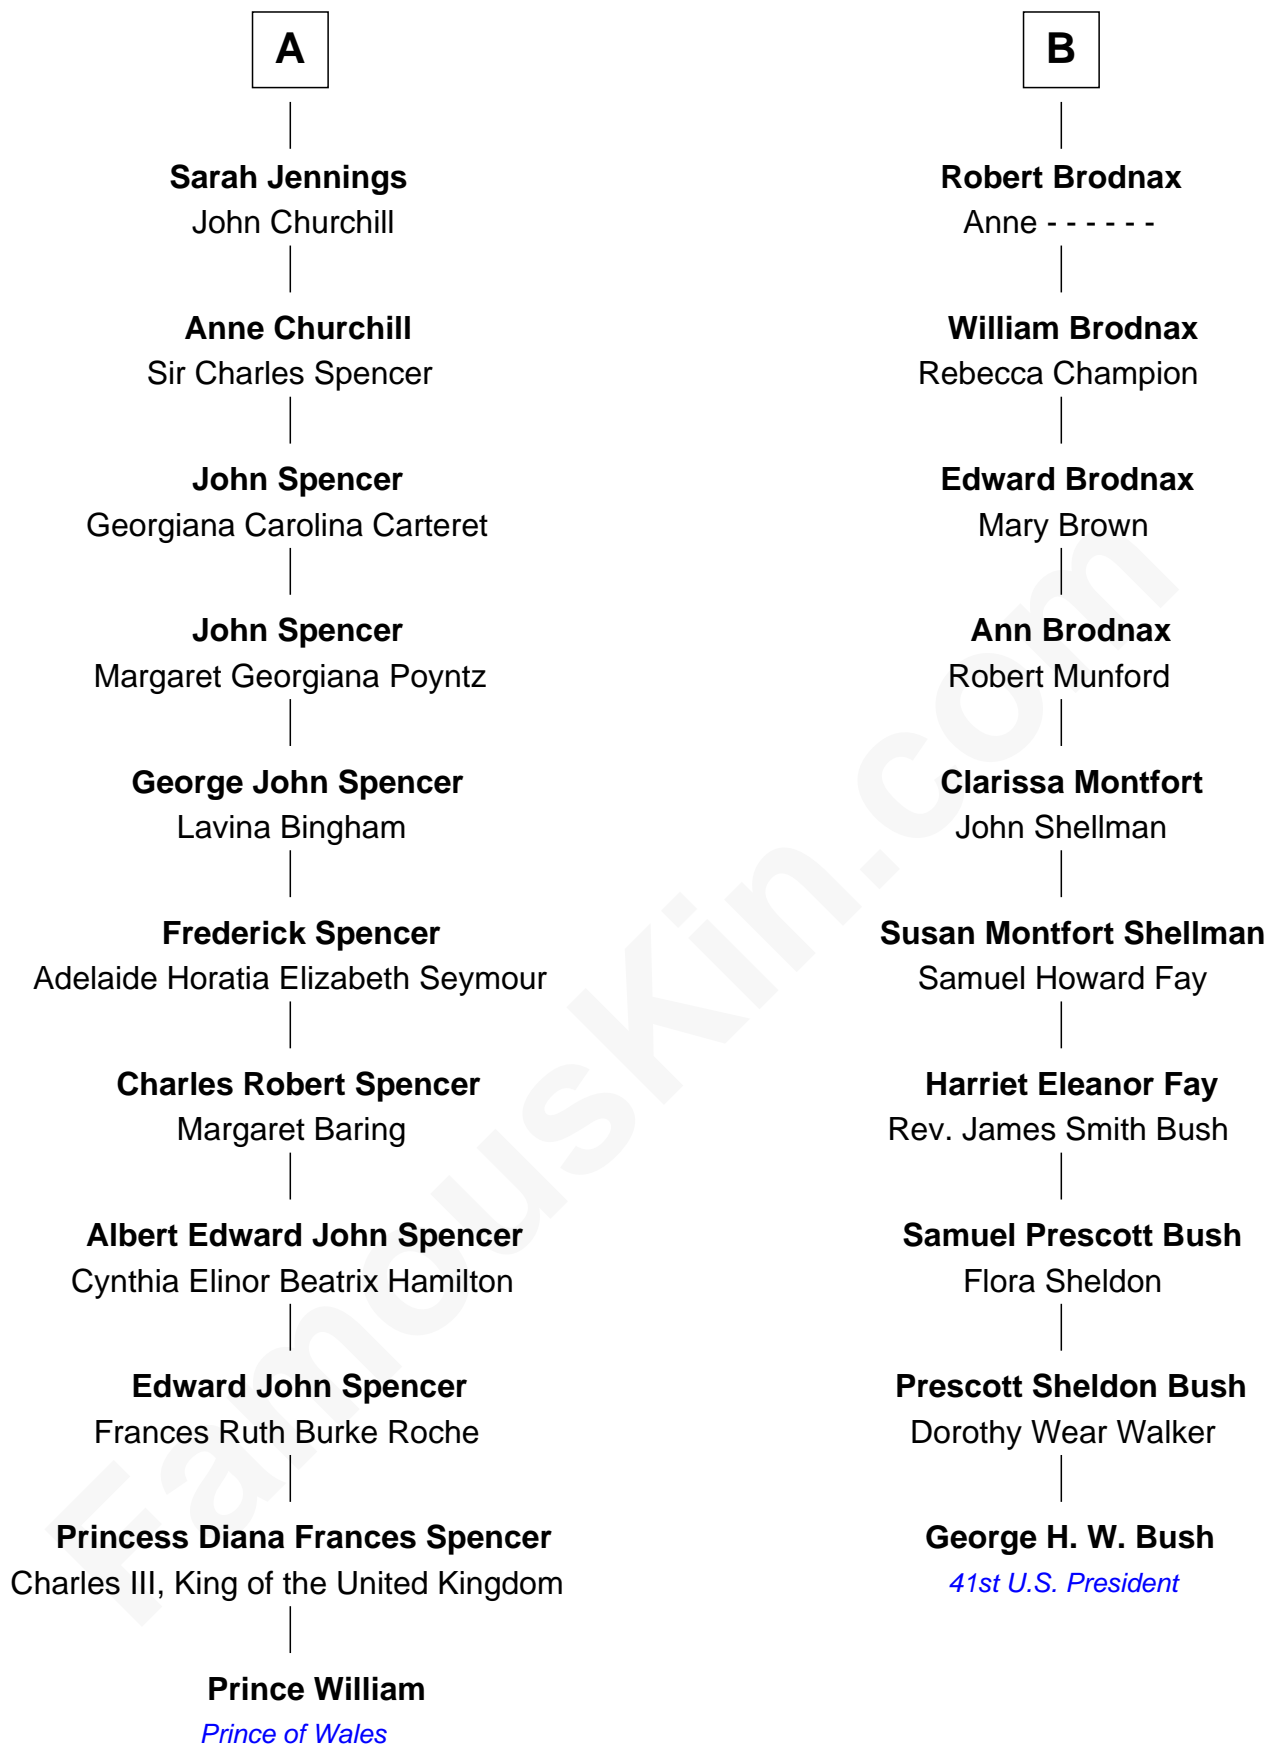 A
Sarah Jennings
John Churchill
Anne Churchill
Sir Charles Spencer
John Spencer
Georgiana Carolina Carteret
John Spencer
Margaret Georgiana Poyntz
George John Spencer
Lavina Bingham
Frederick Spencer
Adelaide Horatia Elizabeth Seymour
Charles Robert Spencer
Margaret Baring
Albert Edward John Spencer
Cynthia Elinor Beatrix Hamilton
Edward John Spencer
Frances Ruth Burke Roche
Princess Diana Frances Spencer
Charles III, King of the United Kingdom
Prince William
Prince of Wales
B
Robert Brodnax
Anne - - - - - -
William Brodnax
Rebecca Champion
Edward Brodnax
Mary Brown
Ann Brodnax
Robert Munford
Clarissa Montfort
John Shellman
Susan Montfort Shellman
Samuel Howard Fay
Harriet Eleanor Fay
Rev. James Smith Bush
Samuel Prescott Bush
Flora Sheldon
Prescott Sheldon Bush
Dorothy Wear Walker
George H. W. Bush
41st U.S. President
FamousKin.com